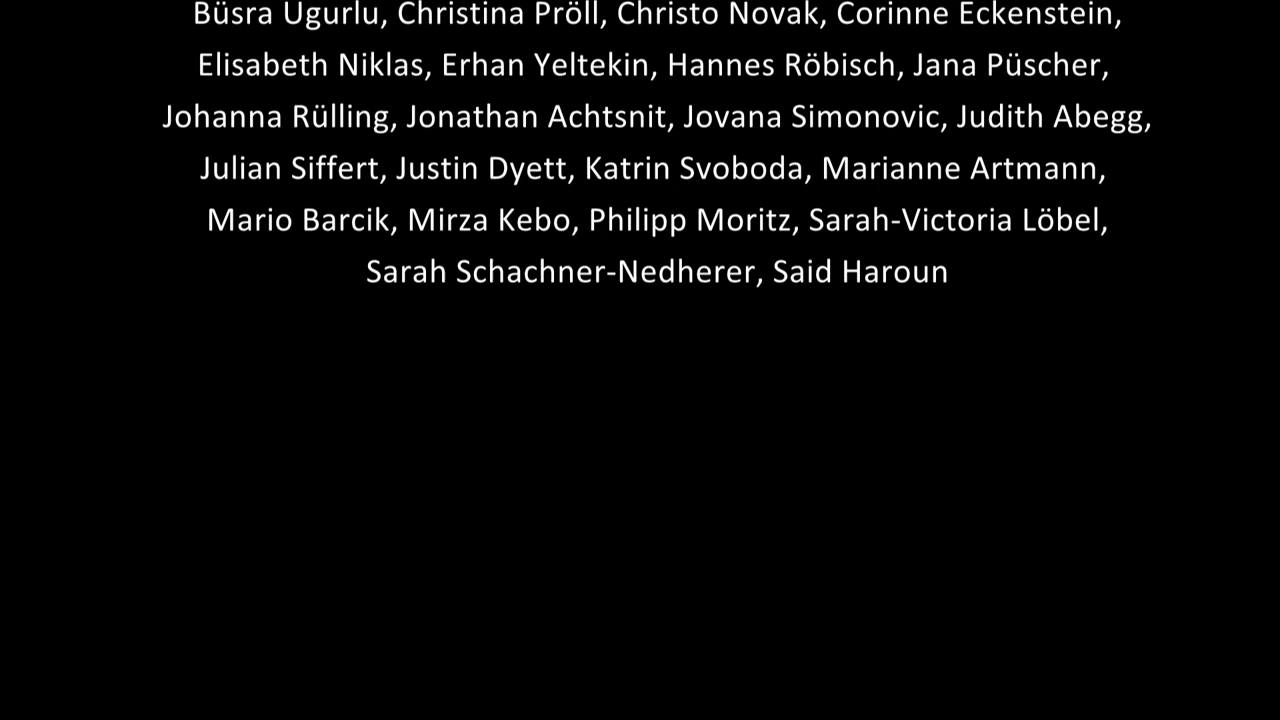 Büsra Ugurlu, Christina Pröll, Christo Novak, Corinne Eckenstein,
Elisabeth Niklas, Erhan Yeltekin, Hannes Röbisch, Jana Püscher,
Johanna Rülling, Jonathan Achtsnit, Jovana Simonovic, Judith Abegg,
Julian Siffert, Justin Dyett, Katrin Svoboda, Marianne Artmann,
Mario Barcik, Mirza Kebo, Philipp Moritz, Sarah-Victoria Löbel,
Sarah Schachner-Nedherer, Said Haroun